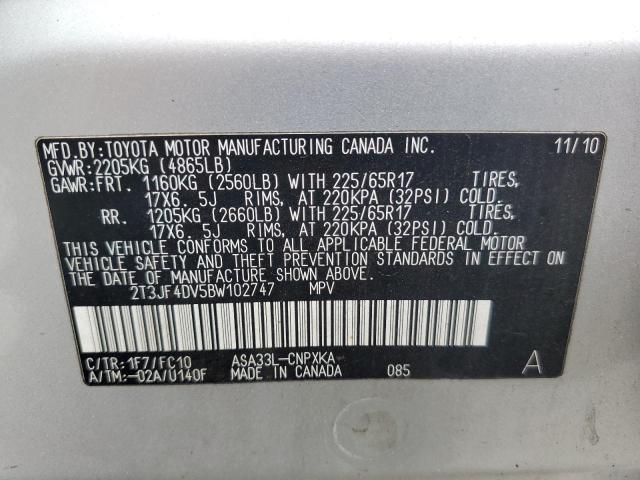 MFD.BY:TOYOTA MOTOR MANUFACTURING CANADA INC. 11/10
GVWR:2205KG (4865LB)
GAWR:FRT. 1160KG (2560LB) WITH 225/65R17 TIRES,
17X6. 5J RIMS, AT 220KPA (32PSI) COLD.
RR. 1205KG (2660LB) WITH 225/65R17 TIRES,
17X6. 5J RIMS, AT 220KPA (32PSI) COLD.
THIS VEHICLE CONFORMS TO ALL APPLICABLE FEDERAL MOTOR
VEHICLE SAFETY AND THEFT PREVENTION STANDARDS IN EFFECT ON
THE DATE OF MANUFACTURE SHOWN ABOVE.
2T3JF4DV5BW102747 MPV
C/TR:1F7/FC10 ASA33L-CNPXKA
A/TM:-02A/U140F MADE IN CANADA 085 A